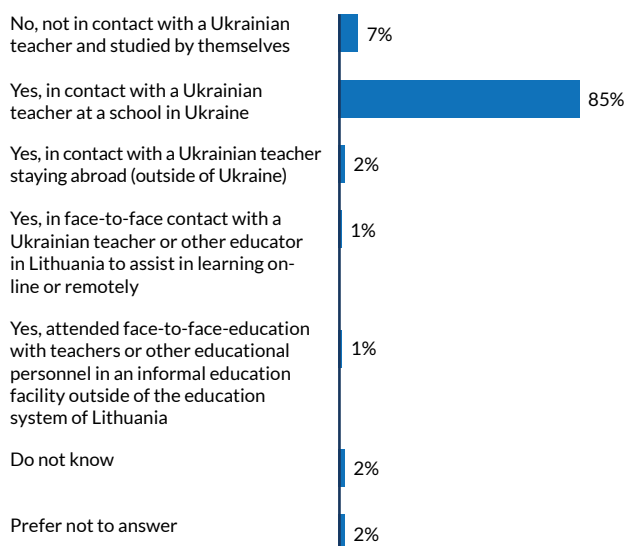 No, not in contact with a Ukrainian
teacher and studied by themselves
7%
Yes, in contact with a Ukrainian
teacher at a school in Ukraine
85%
Yes, in contact with a Ukrainian teacher
staying abroad (outside of Ukraine)
2%
Yes, in face-to-face contact with a
Ukrainian teacher or other educator
in Lithuania to assist in learning on-
line or remotely
1%
Yes, attended face-to-face-education
with teachers or other educational
personnel in an informal education
facility outside of the education
system of Lithuania
1%
Do not know
2%
Prefer not to answer
2%